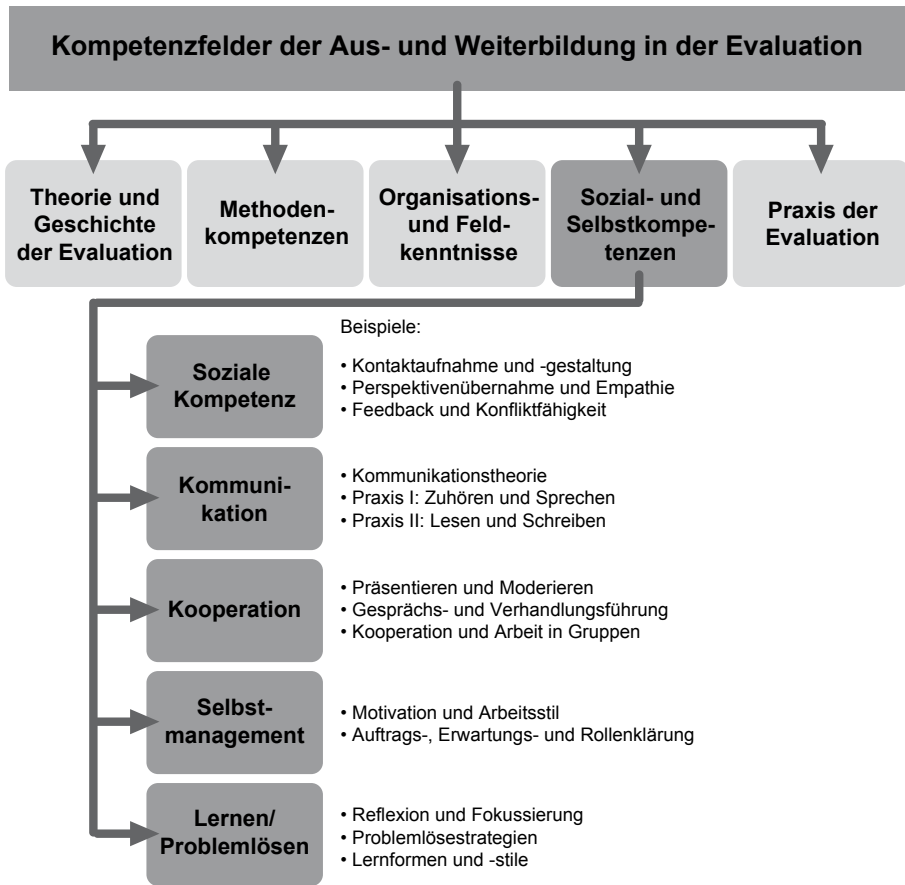 Kompetenzfelder der Aus- und Weiterbildung in der Evaluation
Theorie und
Geschichte
der Evaluation
Methoden-
kompetenzen
Organisations-
und Feld-
kenntnisse
Sozial- und
Selbstkompe-
tenzen
Praxis der
Evaluation
Beispiele:
Soziale
Kompetenz
• Kontaktaufnahme und -gestaltung
• Perspektivenübernahme und Empathie
• Feedback und Konfliktfähigkeit
Kommuni-
kation
• Kommunikationstheorie
• Praxis I: Zuhören und Sprechen
• Praxis II: Lesen und Schreiben
Kooperation
• Präsentieren und Moderieren
• Gesprächs- und Verhandlungsführung
• Kooperation und Arbeit in Gruppen
Selbst-
management
• Motivation und Arbeitsstil
• Auftrags-, Erwartungs- und Rollenklärung
Lernen/
Problemlösen
• Reflexion und Fokussierung
• Problemlösestrategien
• Lernformen und -stile